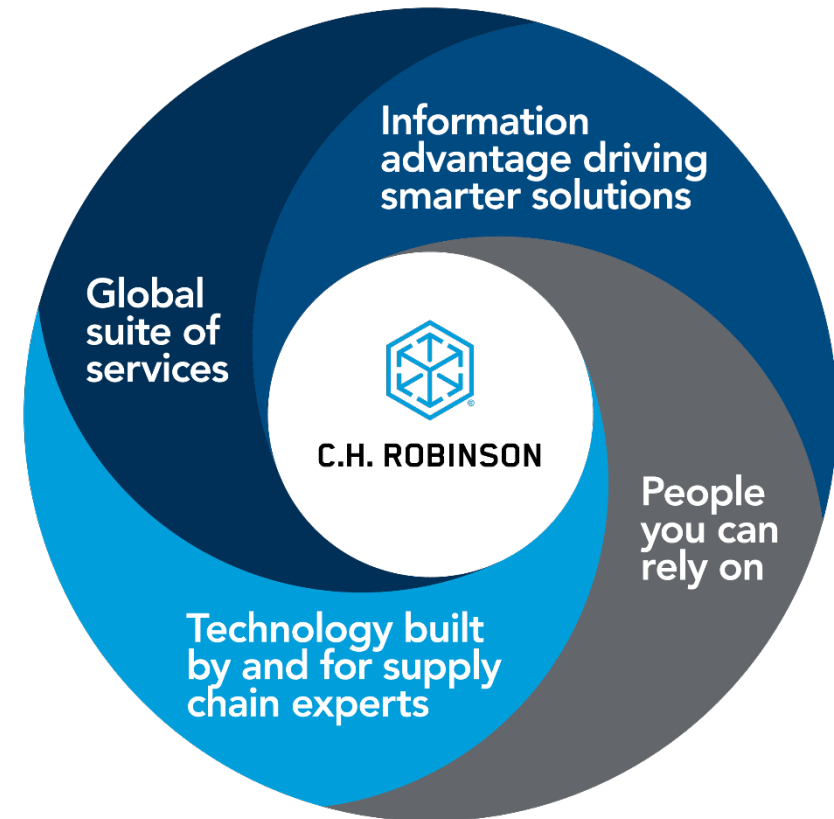 Information
advantage driving
smarter solutions
Global
suite of
services
©
C.H. ROBINSON
People
you can
rely on
Technology built
by and for supply
chain experts